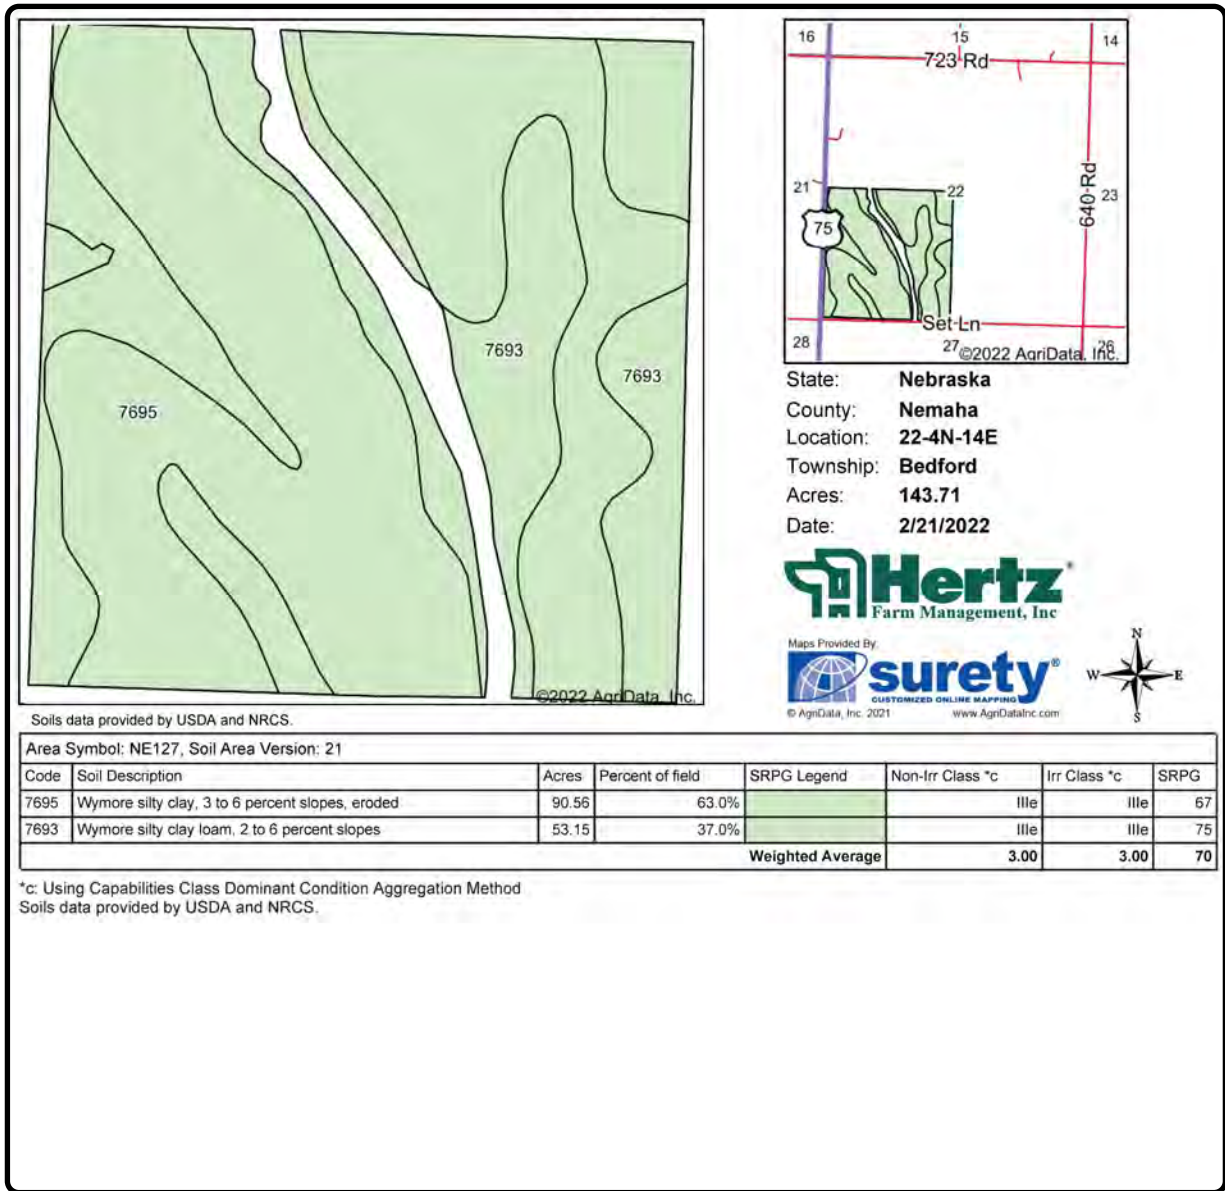 7695
7693
7693
©2022 AgriData, Inc.
Soils data provided by USDA and NRCS.
16
15
14
723 Rd
21
22
23
75
640 Rd
Set Ln
28
27
26
©2022 AgriData, Inc.
State: Nebraska
County: Nemaha
Location: 22-4N-14E
Township: Bedford
Acres: 143.71
Date: 2/21/2022
Hertz®
Farm Management, Inc
Maps Provided By:
surety®
CUSTOMIZED ONLINE MAPPING
© AgriData, Inc. 2021 www.AgriDataInc.com
N
W E
S
Area Symbol: NE127, Soil Area Version: 21
Code Soil Description Acres Percent of field SRPG Legend Non-Irr Class *c Irr Class *c SRPG
7695 Wymore silty clay, 3 to 6 percent slopes, eroded 90.56 63.0% IIIe IIIe 67
7693 Wymore silty clay loam, 2 to 6 percent slopes 53.15 37.0% IIIe IIIe 75
Weighted Average 3.00 3.00 70
*c: Using Capabilities Class Dominant Condition Aggregation Method
Soils data provided by USDA and NRCS.